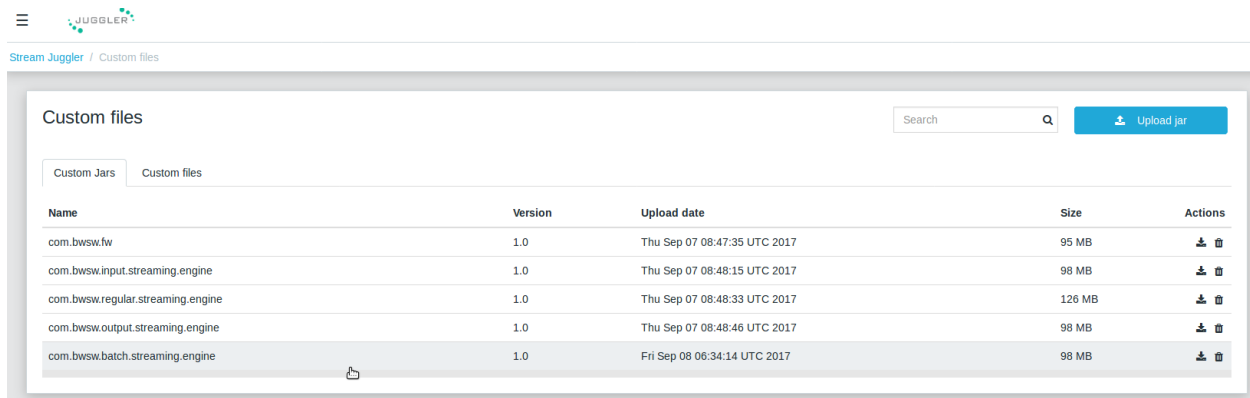 JUGGLER
Stream Juggler / Custom files
Custom files
Search
Upload jar
Custom Jars Custom files
Name Version Upload date Size Actions
com.bwsw.fw 1.0 Thu Sep 07 08:47:35 UTC 2017 95 MB
com.bwsw.input.streaming.engine 1.0 Thu Sep 07 08:48:15 UTC 2017 98 MB
com.bwsw.regular.streaming.engine 1.0 Thu Sep 07 08:48:33 UTC 2017 126 MB
com.bwsw.output.streaming.engine 1.0 Thu Sep 07 08:48:46 UTC 2017 98 MB
com.bwsw.batch.streaming.engine 1.0 Fri Sep 08 06:34:14 UTC 2017 98 MB